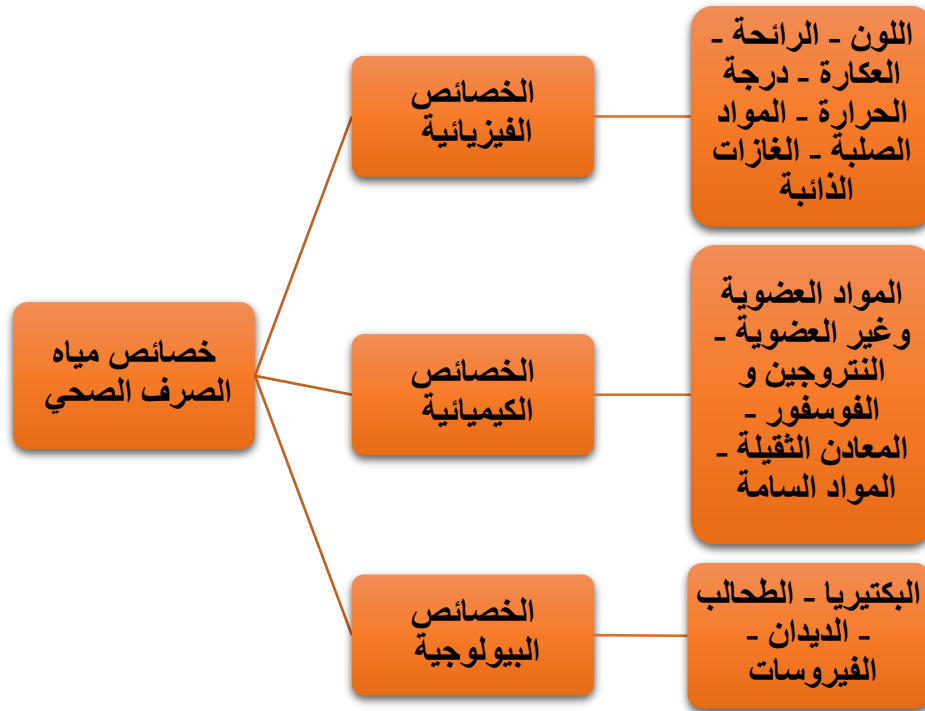 خصائص مياه
الصرف الصحي
الخصائص
الفيزيائية
اللون - الرائحة -
العكارة - درجة
الحرارة - المواد
الصلبة - الغازات
الذائبة
الخصائص
الكيميائية
المواد العضوية
وغير العضوية -
النتروجين و
الفوسفور -
المعادن الثقيلة -
المواد السامة
الخصائص
البيولوجية
البكتيريا - الطحالب
- الديدان -
الفيروسات